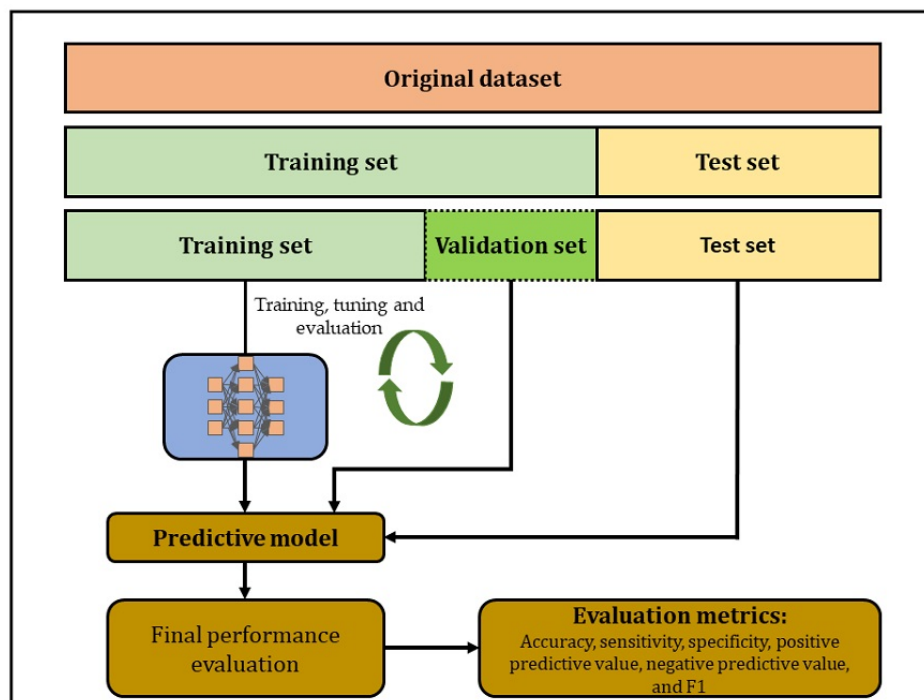 Original dataset
Training set
Test set
Training set
Validation set
Test set
Training, tuning and
evaluation
Predictive model
Final performance
evaluation
Evaluation metrics:
Accuracy, sensitivity, specificity, positive
predictive value, negative predictive value,
and F1